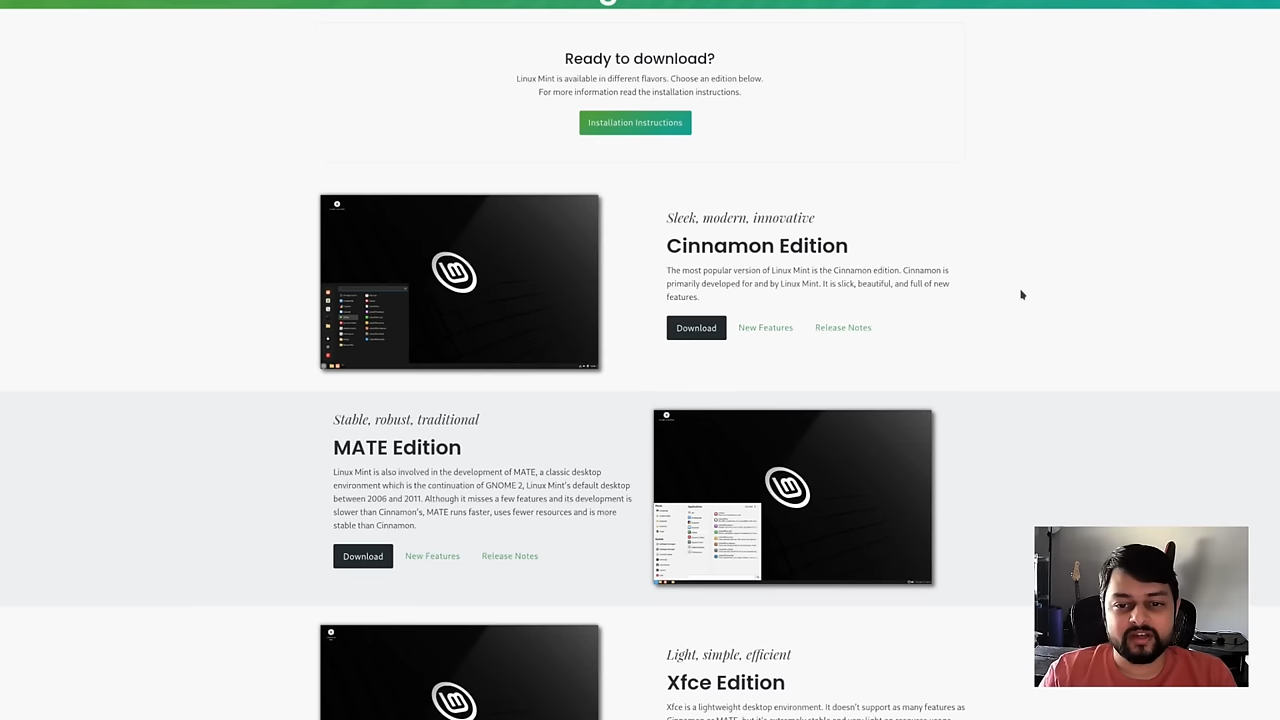 Ready to download?
Linux Mint is available in different flavors. Choose an edition below.
For more information read the installation instructions.
Installation Instructions
Sleek, modern, innovative
Cinnamon Edition
The most popular version of Linux Mint is the Cinnamon edition. Cinnamon is
primarily developed for and by Linux Mint. It is slick, beautiful, and full of new
features.
Download New Features Release Notes
Stable, robust, traditional
MATE Edition
Linux Mint is also involved in the development of MATE, a classic desktop
environment which is the continuation of GNOME 2, Linux Mint's default desktop
between 2006 and 2011. Although it misses a few features and its development is
slower than Cinnamon's, MATE runs faster, uses fewer resources and is more
stable than Cinnamon.
Download New Features Release Notes
Light, simple, efficient
Xfce Edition
Xfce is a lightweight desktop environment. It doesn't support as many features as